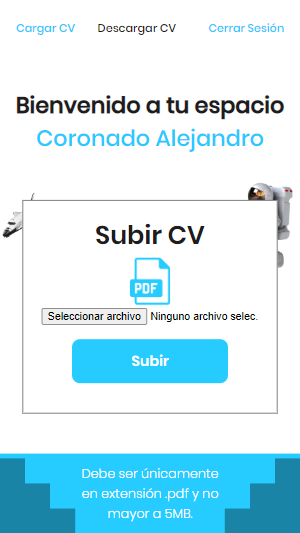 Cargar CV Descargar CV Cerrar Sesión
Bienvenido a tu espacio
Coronado Alejandro
Subir CV
PDF
Seleccionar archivo Ninguno archivo selec.
Subir
Debe ser únicamente
en extensión .pdf y no
mayor a 5MB.